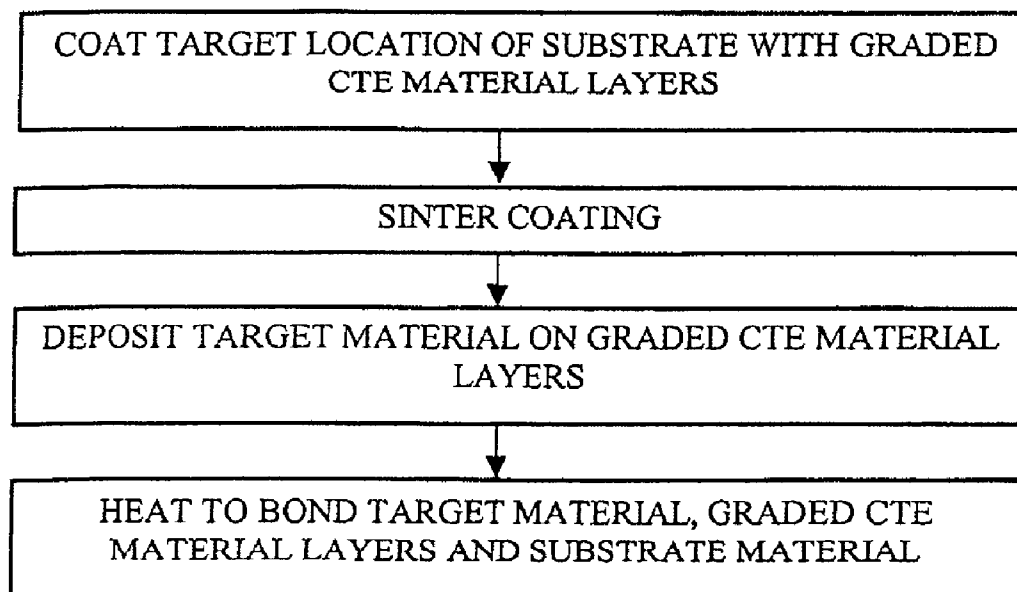 COAT TARGET LOCATION OF SUBSTRATE WITH GRADED
CTE MATERIAL LAYERS
SINTER COATING
DEPOSIT TARGET MATERIAL ON GRADED CTE MATERIAL
LAYERS
HEAT TO BOND TARGET MATERIAL, GRADED CTE
MATERIAL LAYERS AND SUBSTRATE MATERIAL